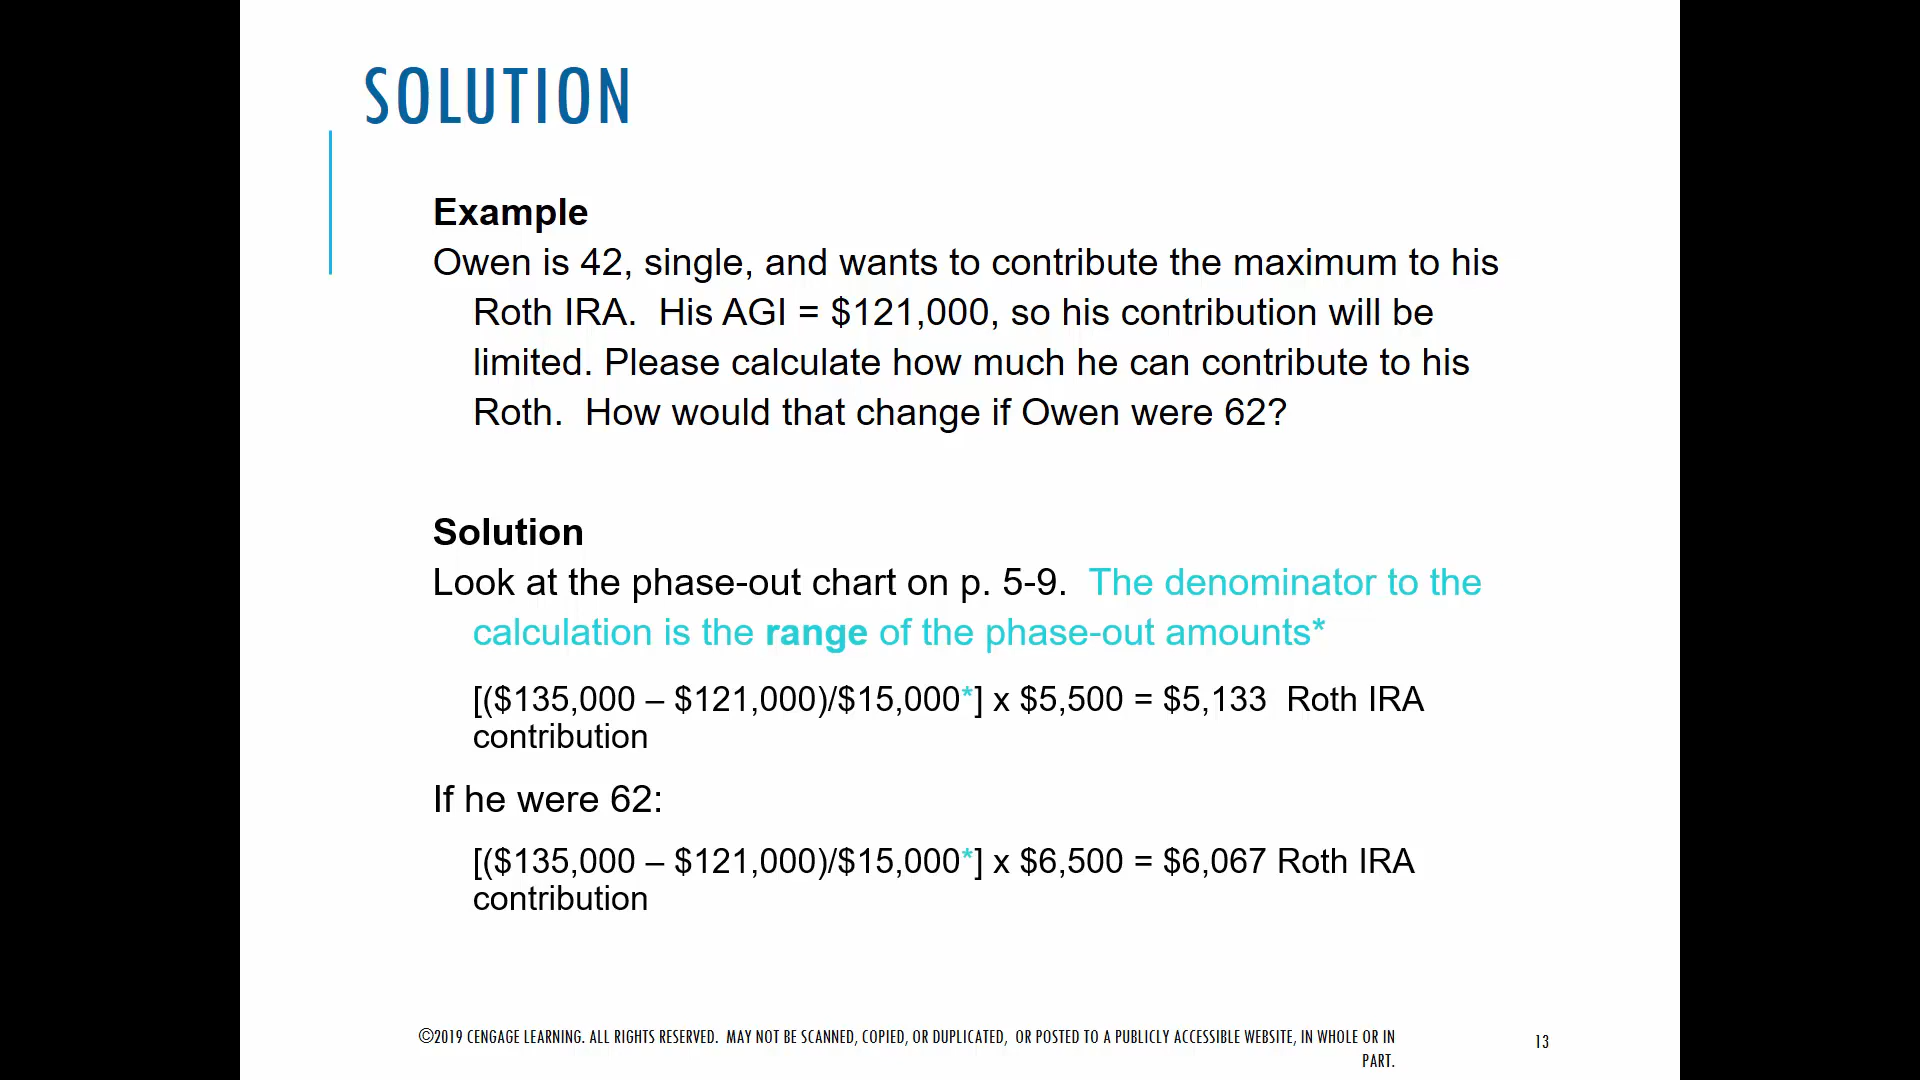 SOLUTION
Example
Owen is 42, single, and wants to contribute the maximum to his
Roth IRA.  His AGI = $121,000, so his contribution will be
limited. Please calculate how much he can contribute to his
Roth.  How would that change if Owen were 62?
Solution
Look at the phase-out chart on p. 5-9.  The denominator to the
calculation is the range of the phase-out amounts*
[($135,000 – $121,000)/$15,000*] x $5,500 = $5,133  Roth IRA
contribution
If he were 62:
[($135,000 – $121,000)/$15,000*] x $6,500 = $6,067 Roth IRA
contribution
©2019 CENGAGE LEARNING. ALL RIGHTS RESERVED.  MAY NOT BE SCANNED, COPIED, OR DUPLICATED,  OR POSTED TO A PUBLICLY ACCESSIBLE WEBSITE, IN WHOLE OR IN
PART.
13